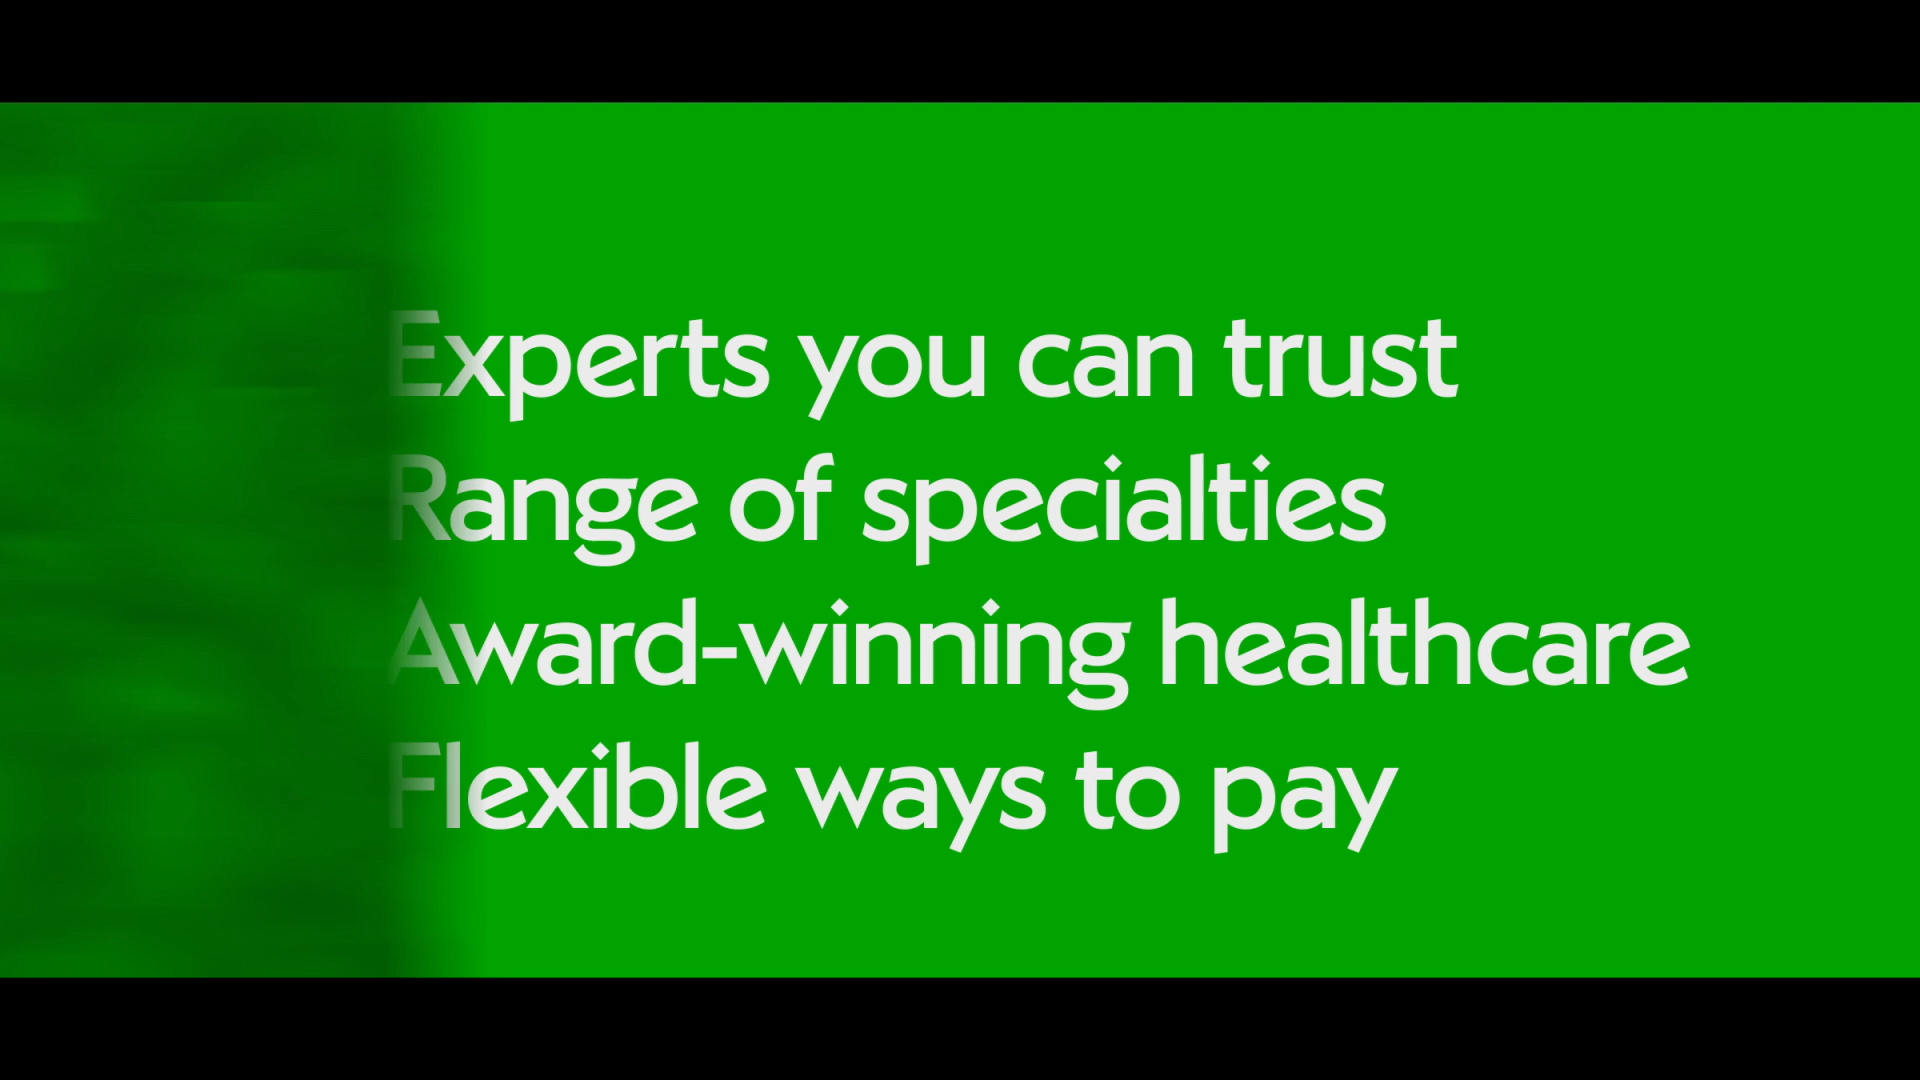 Experts you can trust
Range of specialties
Award-winning healthcare
Flexible ways to pay